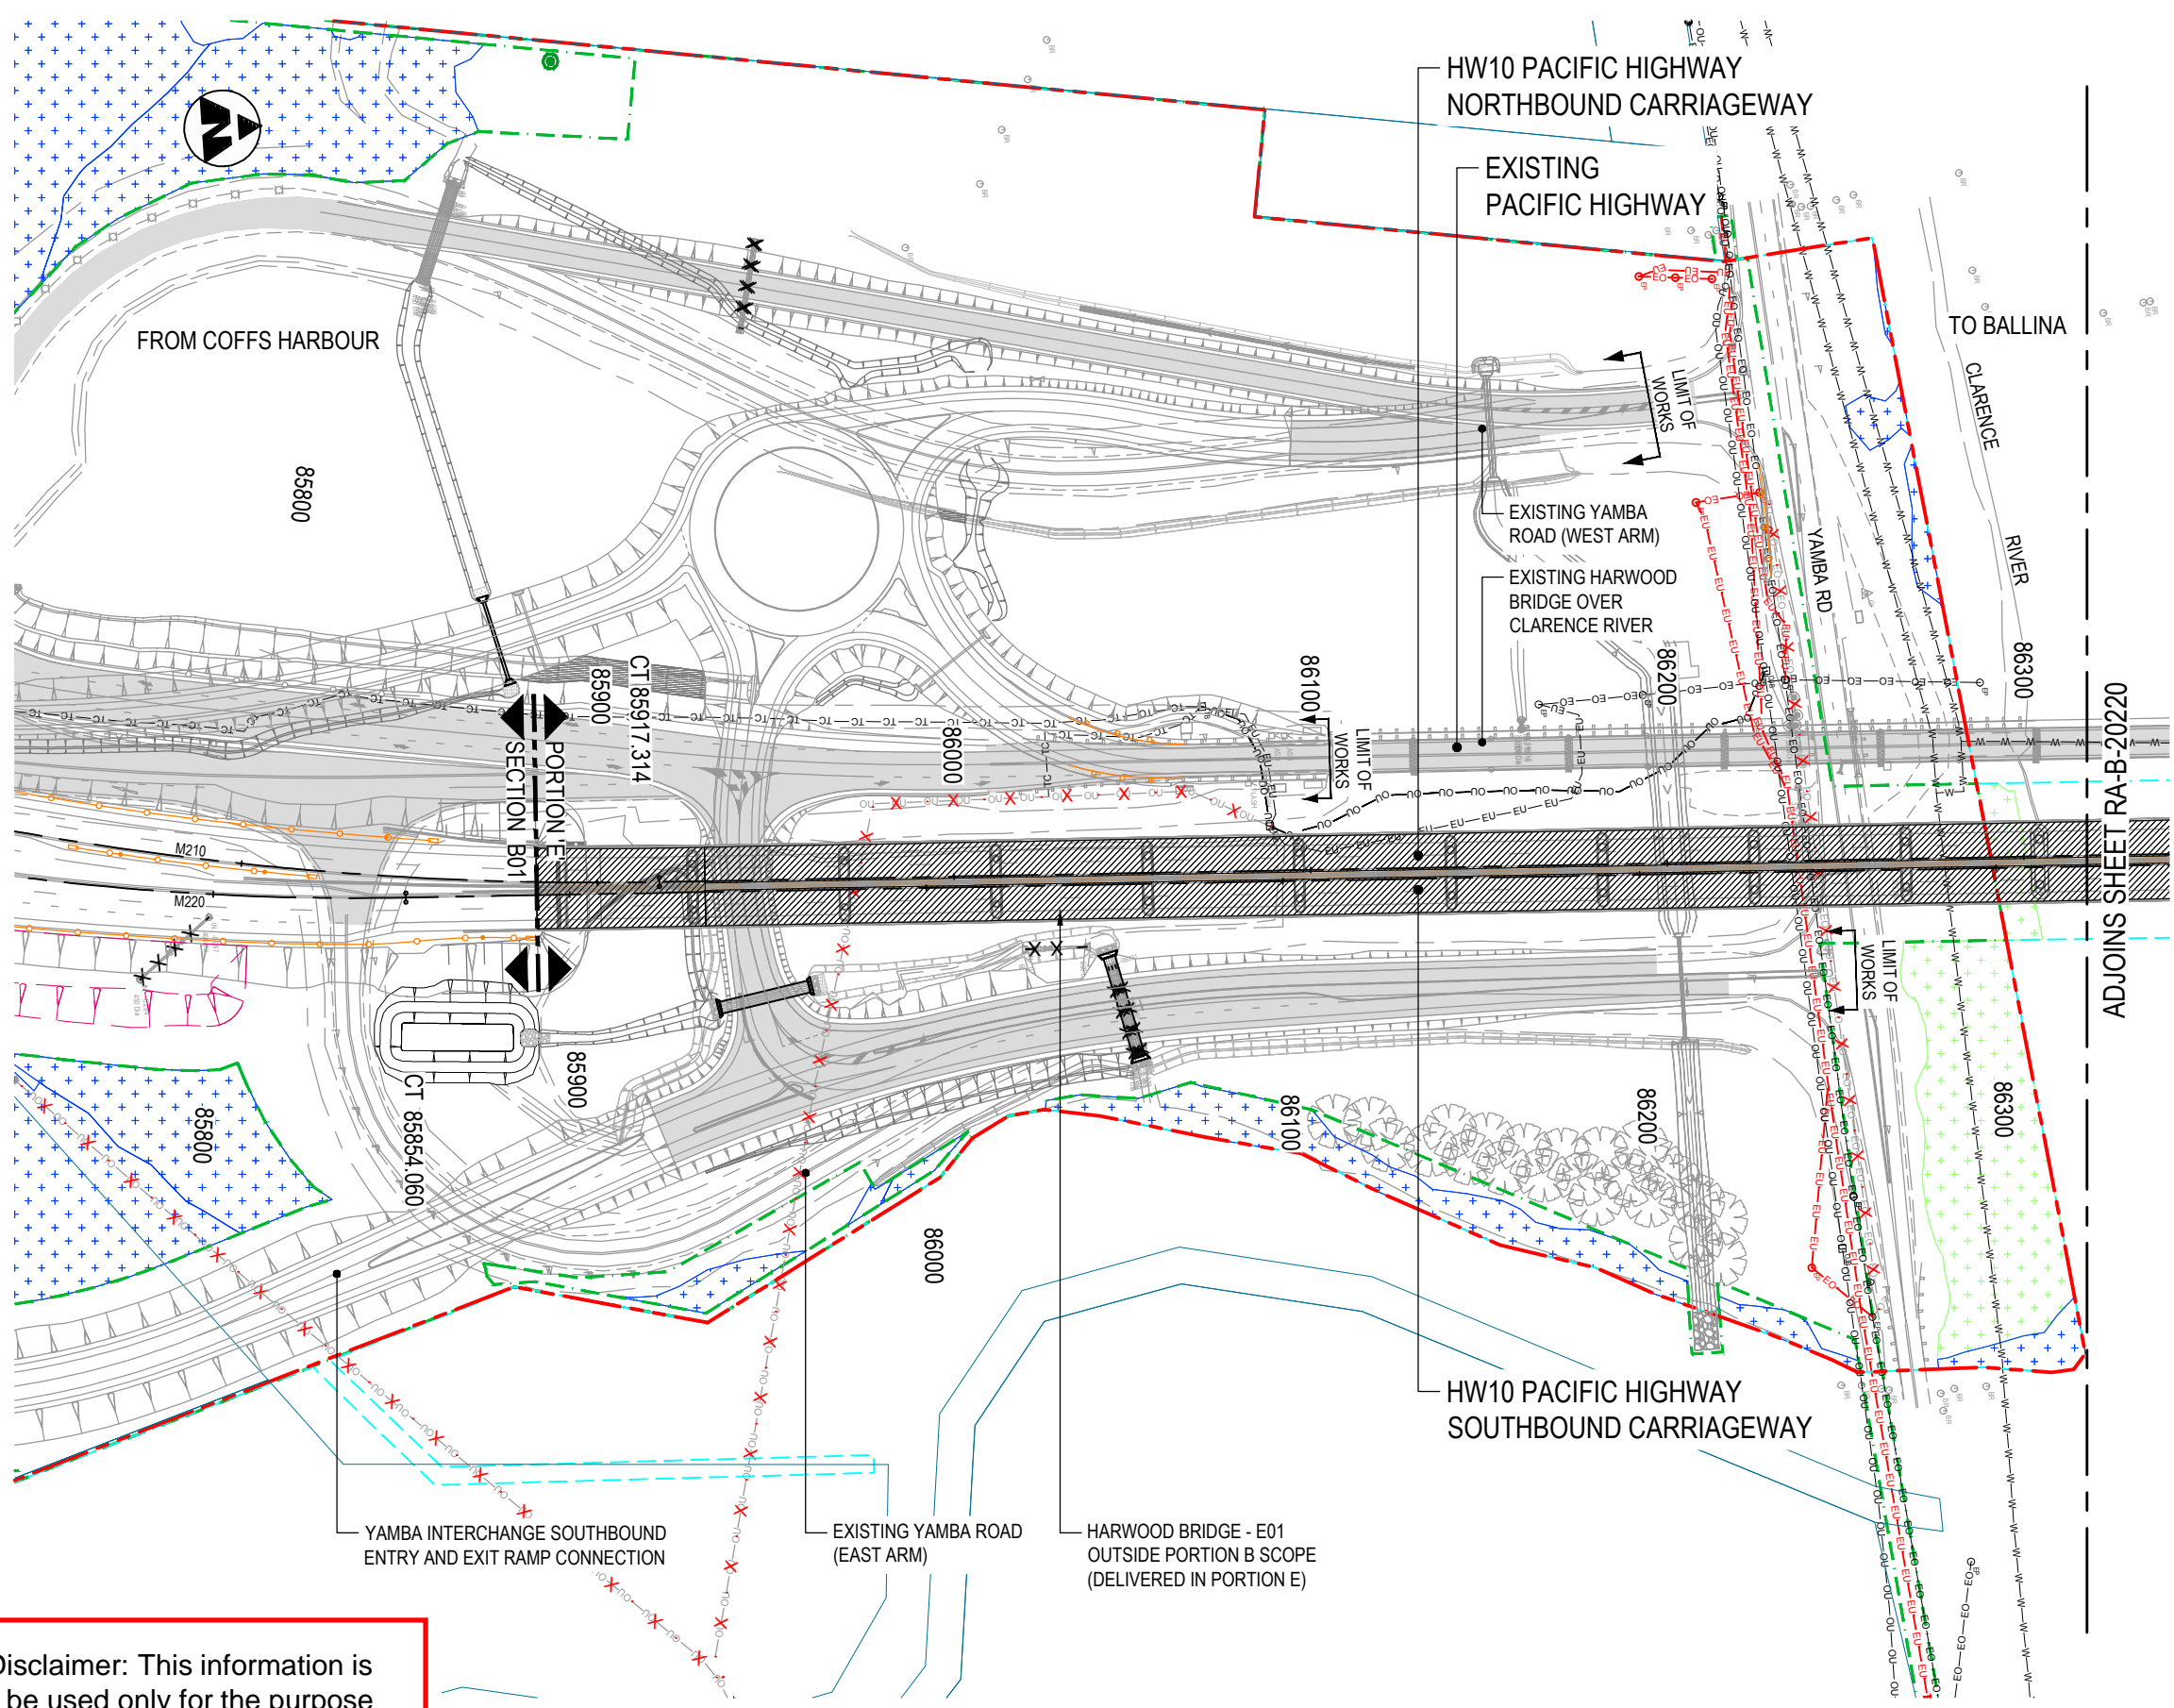 HW10 PACIFIC HIGHWAY
NORTHBOUND CARRIAGEWAY
EXISTING
PACIFIC HIGHWAY
N
FROM COFFS HARBOUR
TO BALLINA
CLARENCE
RIVER
LIMIT OF
WORKS
EXISTING YAMBA
ROAD (WEST ARM)
EXISTING HARWOOD
BRIDGE OVER
CLARENCE RIVER
YAMBA RD
85800
85900
CT 85917.314
86000
86100
86200
86300
LIMIT OF
WORKS
PORTION 'E'
SECTION B01
M210
M220
ADJOINS SHEET RA-B-20220
LIMIT OF
WORKS
85800
CT 85854.060
85900
86000
86100
86200
86300
HW10 PACIFIC HIGHWAY
SOUTHBOUND CARRIAGEWAY
YAMBA INTERCHANGE SOUTHBOUND
ENTRY AND EXIT RAMP CONNECTION
EXISTING YAMBA ROAD
(EAST ARM)
HARWOOD BRIDGE - E01
OUTSIDE PORTION B SCOPE
(DELIVERED IN PORTION E)
Disclaimer: This information is
be used only for the purpose